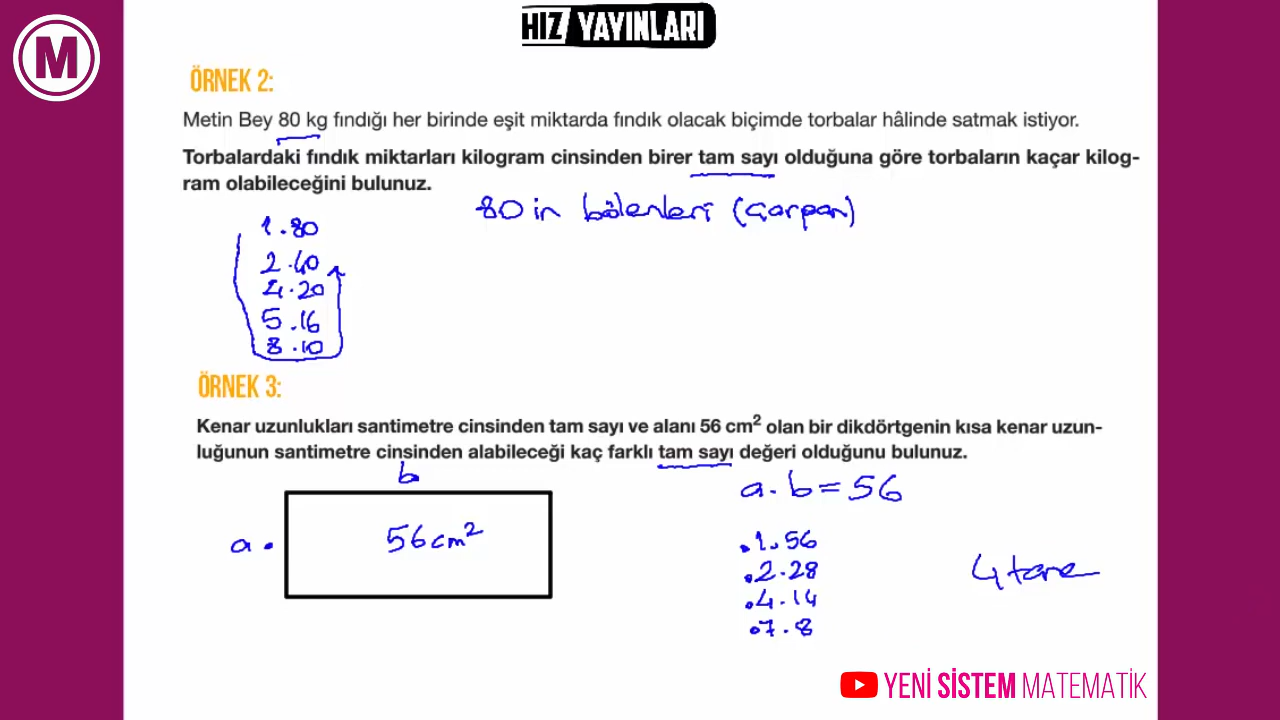 M
HIZ YAYINLARI
ÖRNEK 2:
Metin Bey 80 kg fındığı her birinde eşit miktarda fındık olacak biçimde torbalar hâlinde satmak istiyor.
Torbalardaki fındık miktarları kilogram cinsinden birer tam sayı olduğuna göre torbaların kaçar kilog-
ram olabileceğini bulunuz.
80 in bölenleri (çarpan)
1.80
2.40
4.20
5.16
8.10
ÖRNEK 3:
Kenar uzunlukları santimetre cinsinden tam sayı ve alanı 56 cm² olan bir dikdörtgenin kısa kenar uzun-
luğunun santimetre cinsinden alabileceği kaç farklı tam sayı değeri olduğunu bulunuz.
b
a
56cm²
a.b=56
.1.56
.2.28
.4.14
.7.8
4 tane
YENİ SİSTEM MATEMATİK